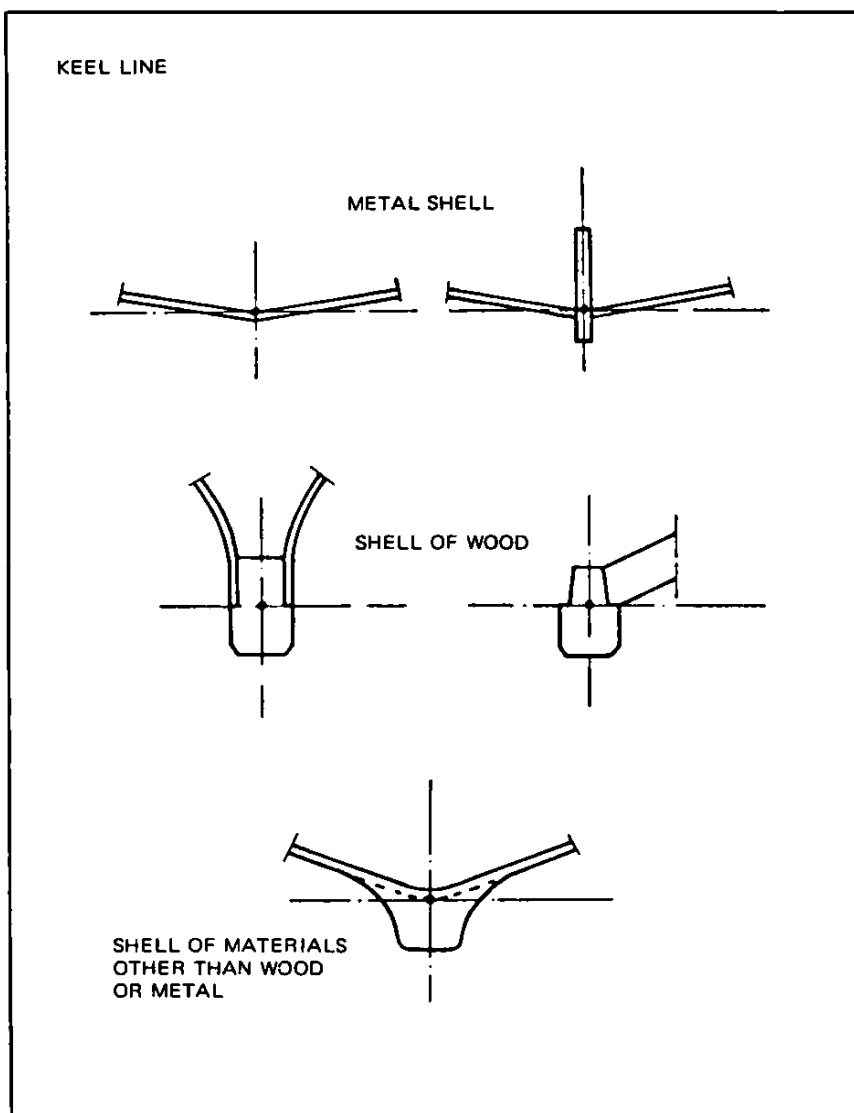 KEEL LINE
METAL SHELL
SHELL OF WOOD
SHELL OF MATERIALS
OTHER THAN WOOD
OR METAL